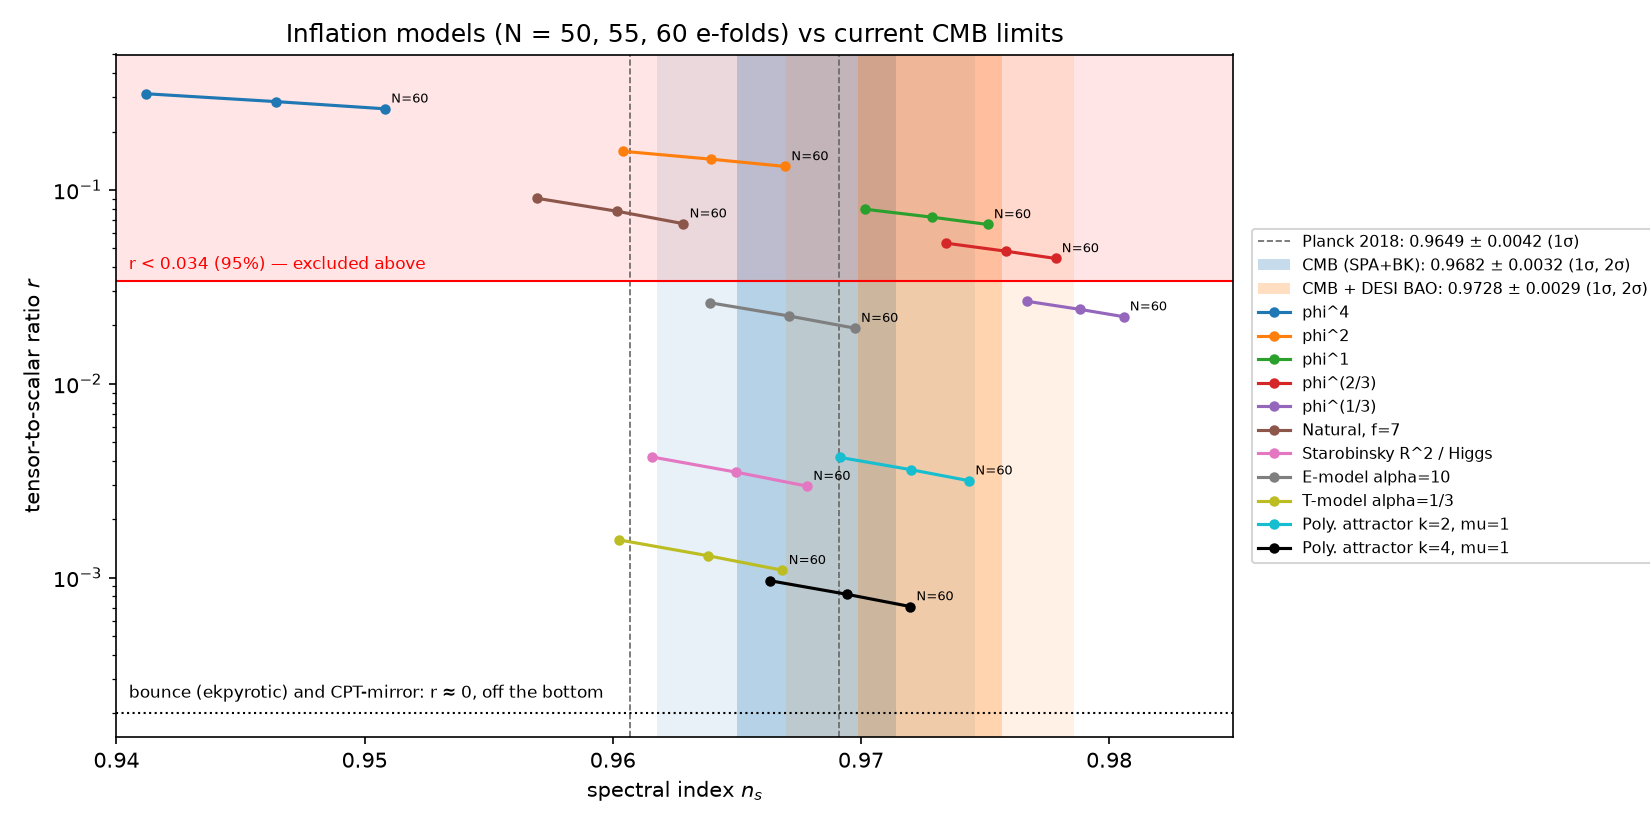 Inflation models (N = 50, 55, 60 e-folds) vs current CMB limits
N=60
N=60
N=60
N=60
N=60
r < 0.034 (95%) — excluded above
N=60
N=60
N=60
N=60
N=60
N=60
bounce (ekpyrotic) and CPT-mirror: r ≈ 0, off the bottom
10⁻¹
10⁻²
10⁻³
tensor-to-scalar ratio r
0.94 0.95 0.96 0.97 0.98
spectral index nₛ
Planck 2018: 0.9649 ± 0.0042 (1σ)
CMB (SPA+BK): 0.9682 ± 0.0032 (1σ, 2σ)
CMB + DESI BAO: 0.9728 ± 0.0029 (1σ, 2σ)
phi^4
phi^2
phi^1
phi^(2/3)
phi^(1/3)
Natural, f=7
Starobinsky R^2 / Higgs
E-model alpha=10
T-model alpha=1/3
Poly. attractor k=2, mu=1
Poly. attractor k=4, mu=1